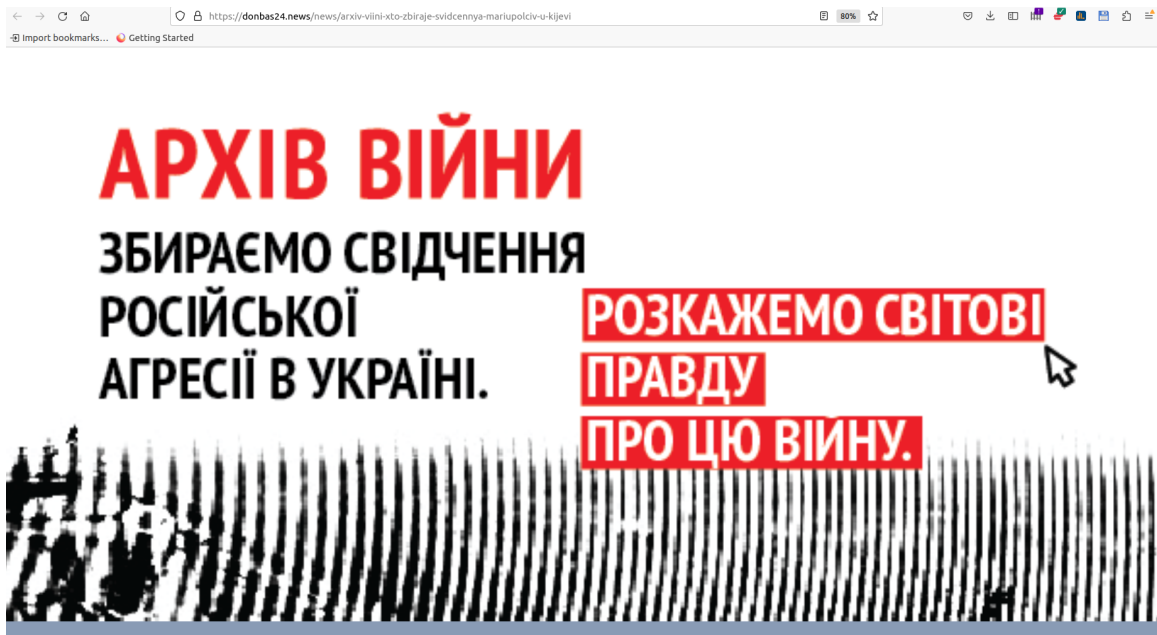 https://donbas24.news/news/arxiv-viini-xto-zbiraje-svidcennya-mariupolciv-u-kijevi
80%
Import bookmarks...
Getting Started
АРХІВ ВІЙНИ
ЗБИРАЄМО СВІДЧЕННЯ
РОСІЙСЬКОЇ
АГРЕСІЇ В УКРАЇНІ.
РОЗКАЖЕМО СВІТОВІ
ПРАВДУ
ПРО ЦЮ ВІЙНУ.